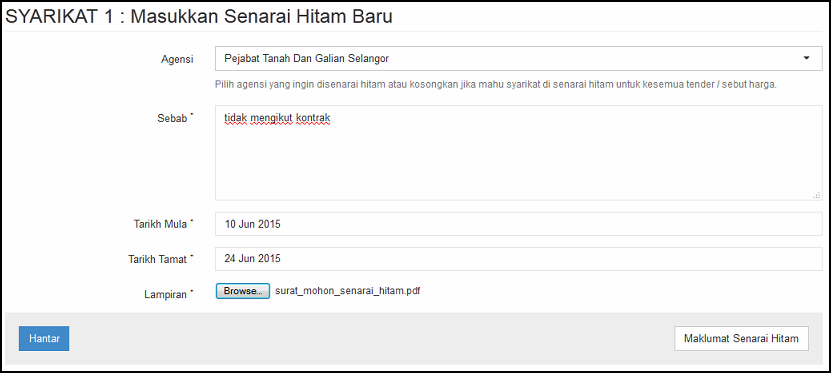 SYARIKAT 1 : Masukkan Senarai Hitam Baru
Agensi
Pejabat Tanah Dan Galian Selangor
Pilih agensi yang ingin disenarai hitam atau kosongkan jika mahu syarikat di senarai hitam untuk kesemua tender / sebut harga.
Sebab *
tidak mengikut kontrak
Tarikh Mula *
10 Jun 2015
Tarikh Tamat *
24 Jun 2015
Lampiran *
Browse... surat_mohon_senarai_hitam.pdf
Hantar
Maklumat Senarai Hitam